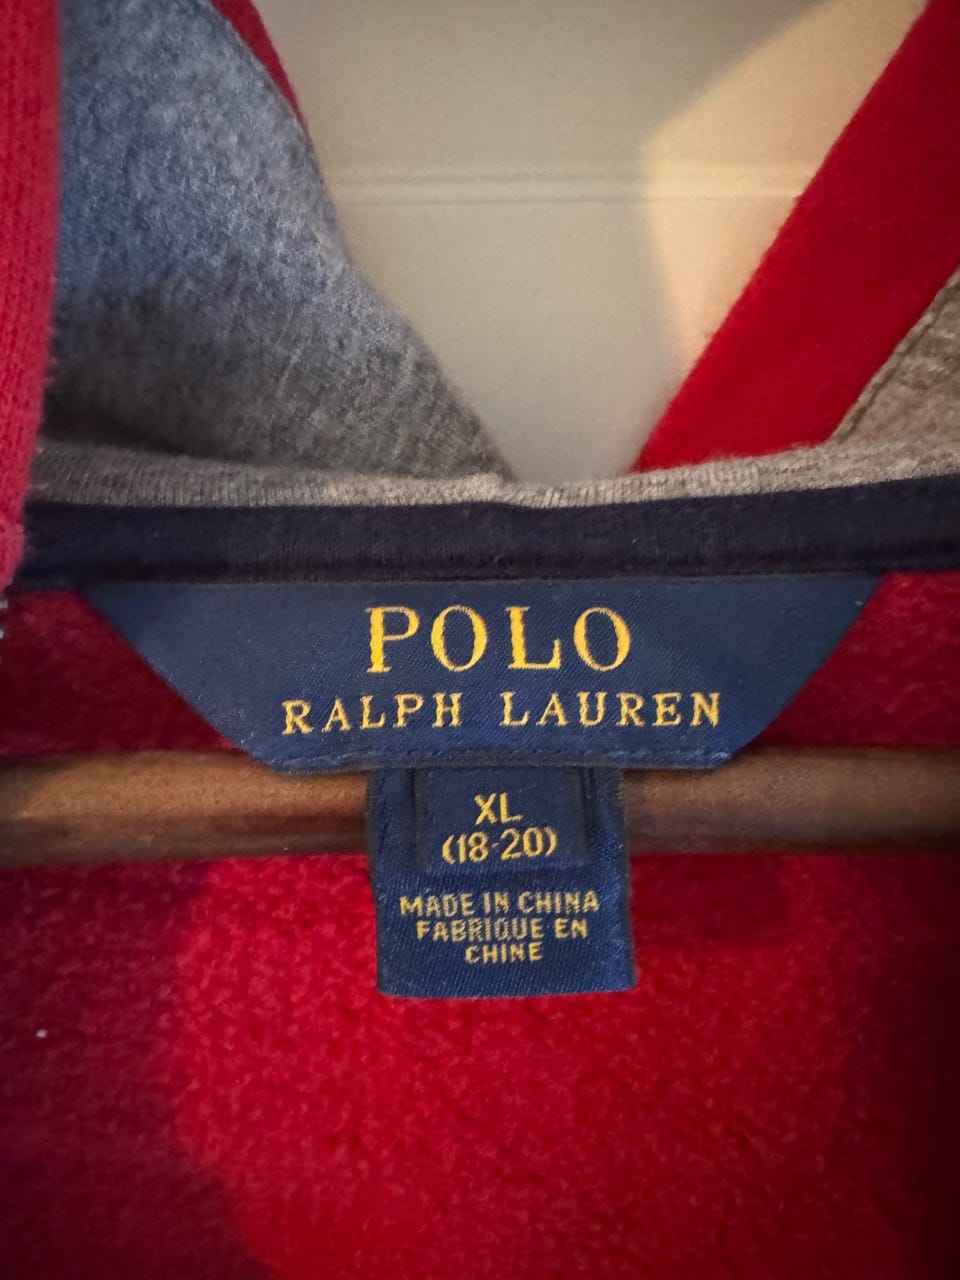 POLO
RALPH LAUREN
XL
(18-20)
MADE IN CHINA
FABRIQUE EN
CHINE